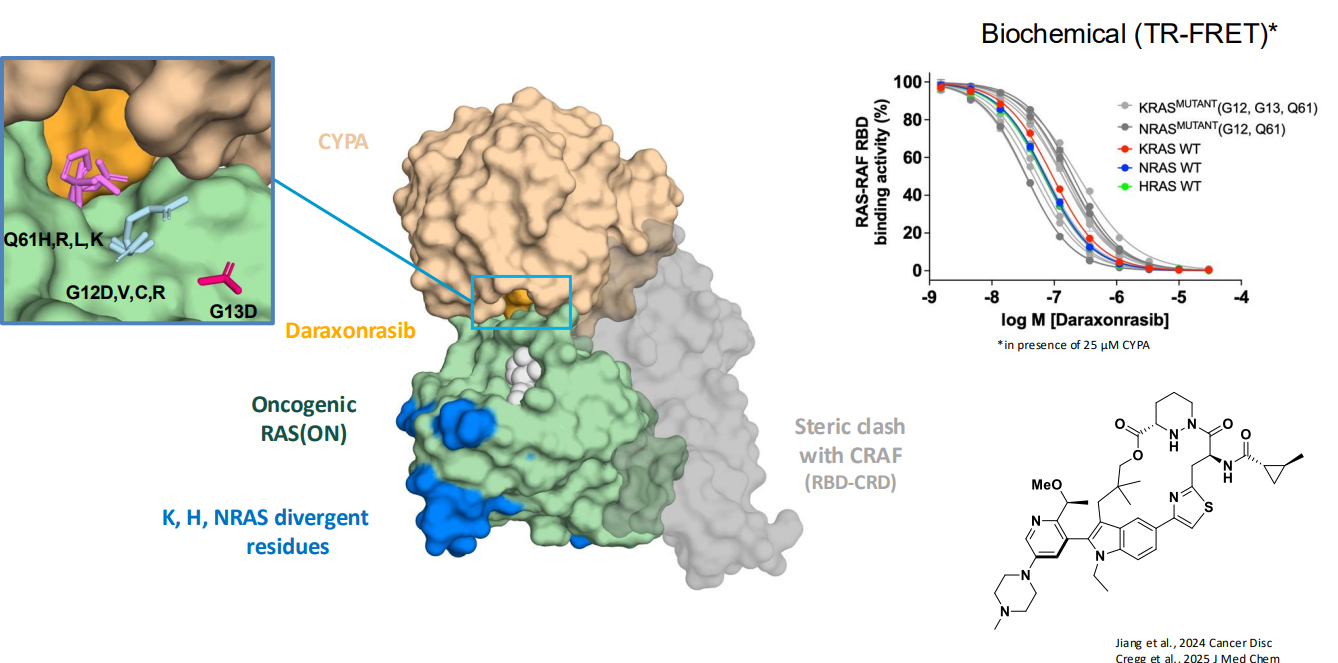 Biochemical (TR-FRET)*
CYPA
Q61H,R,L,K
G12D,V,C,R
G13D
Daraxonrasib
Oncogenic
RAS(ON)
K, H, NRAS divergent
residues
Steric clash
with CRAF
(RBD-CRD)
RAS-RAF RBD
binding activity (%)
100
80
60
40
20
0
-9 -8 -7 -6 -5 -4
log M [Daraxonrasib]
*in presence of 25 µM CYPA
KRASMUTANT(G12, G13, Q61)
NRASMUTANT(G12, Q61)
KRAS WT
NRAS WT
HRAS WT
O
N
O
O
N
H
O
N
H
MeO
N
S
N
N
N
N
Jiang et al., 2024 Cancer Disc
Cregg et al., 2025 J Med Chem